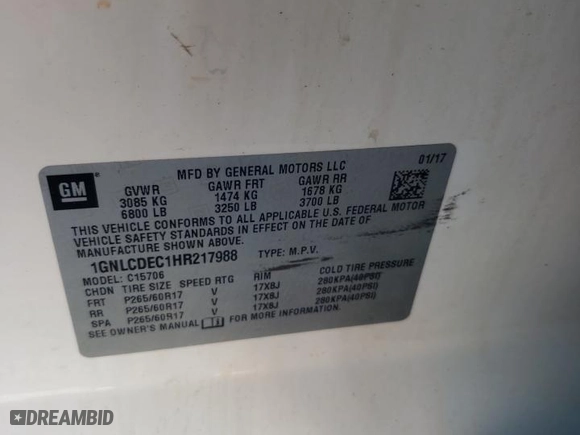 GM
MFD BY GENERAL MOTORS LLC 01/17
GVWR GAWR FRT GAWR RR
3085 KG 1474 KG 1678 KG
6800 LB 3250 LB 3700 LB
THIS VEHICLE CONFORMS TO ALL APPLICABLE U.S. FEDERAL MOTOR
VEHICLE SAFETY STANDARDS IN EFFECT ON THE DATE OF
MANUFACTURE SHOWN ABOVE.
1GNLCDEC1HR217988 TYPE: M.P.V.
MODEL: C15706
CHDN TIRE SIZE SPEED RTG RIM COLD TIRE PRESSURE
FRT P265/60R17 V 17X8J 280KPA(40PSI)
RR P265/60R17 V 17X8J 280KPA(40PSI)
SPA P265/60R17 V 17X8J 280KPA(40PSI)
SEE OWNER'S MANUAL FOR MORE INFORMATION.
DREAMBID